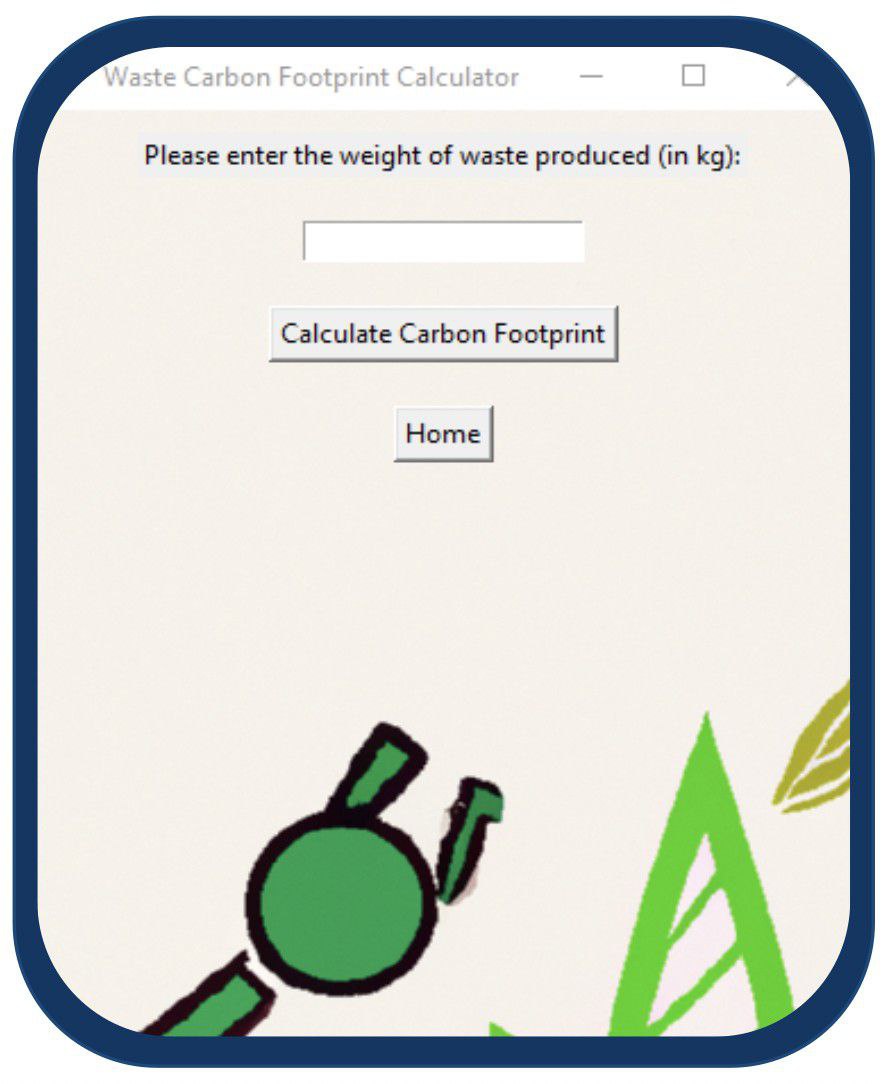 Waste Carbon Footprint Calculator
Please enter the weight of waste produced (in kg):
Calculate Carbon Footprint
Home